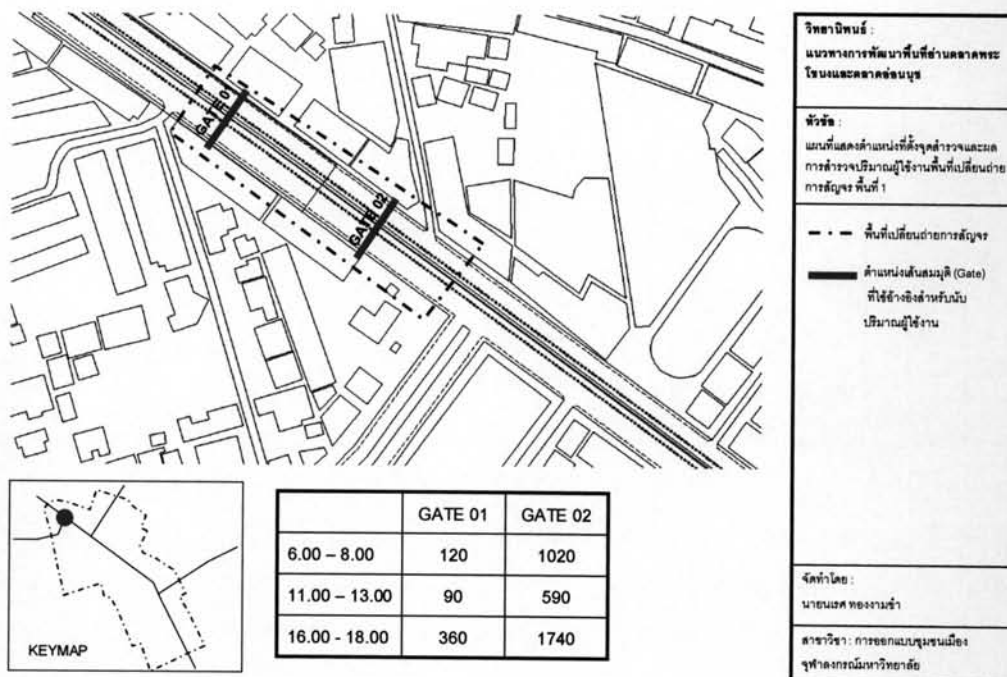 GATE 01
GATE 02
KEYMAP
GATE 01 GATE 02
6.00 – 8.00 120 1020
11.00 – 13.00 90 590
16.00 - 18.00 360 1740
วิทยานิพนธ์ :
แนวทางการพัฒนาพื้นที่ย่านตลาดพระ
โขนงและตลาดอ่อนนุช
หัวข้อ :
แผนที่แสดงตำแหน่งที่ตั้งจุดสำรวจและผล
การสำรวจปริมาณผู้ใช้งานพื้นที่เปลี่ยนถ่าย
การสัญจร พื้นที่ 1
พื้นที่เปลี่ยนถ่ายการสัญจร
ตำแหน่งเส้นสมมุติ (Gate)
ที่ใช้อ้างอิงสำหรับนับ
ปริมาณผู้ใช้งาน
จัดทำโดย :
นายนเรศ ทองงามขำ
สาขาวิชา : การออกแบบชุมชนเมือง
จุฬาลงกรณ์มหาวิทยาลัย